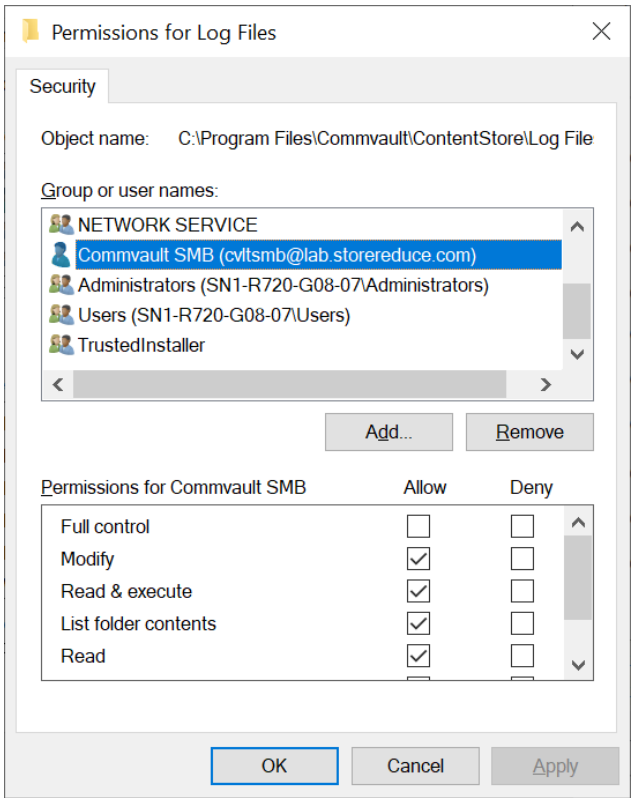 Permissions for Log Files
Security
Object name: C:\Program Files\Commvault\ContentStore\Log File
Group or user names:
NETWORK SERVICE
Commvault SMB (cvltsmb@lab.storereduce.com)
Administrators (SN1-R720-G08-07\Administrators)
Users (SN1-R720-G08-07\Users)
TrustedInstaller
Add... Remove
Permissions for Commvault SMB Allow Deny
Full control
Modify
Read & execute
List folder contents
Read
OK Cancel Apply